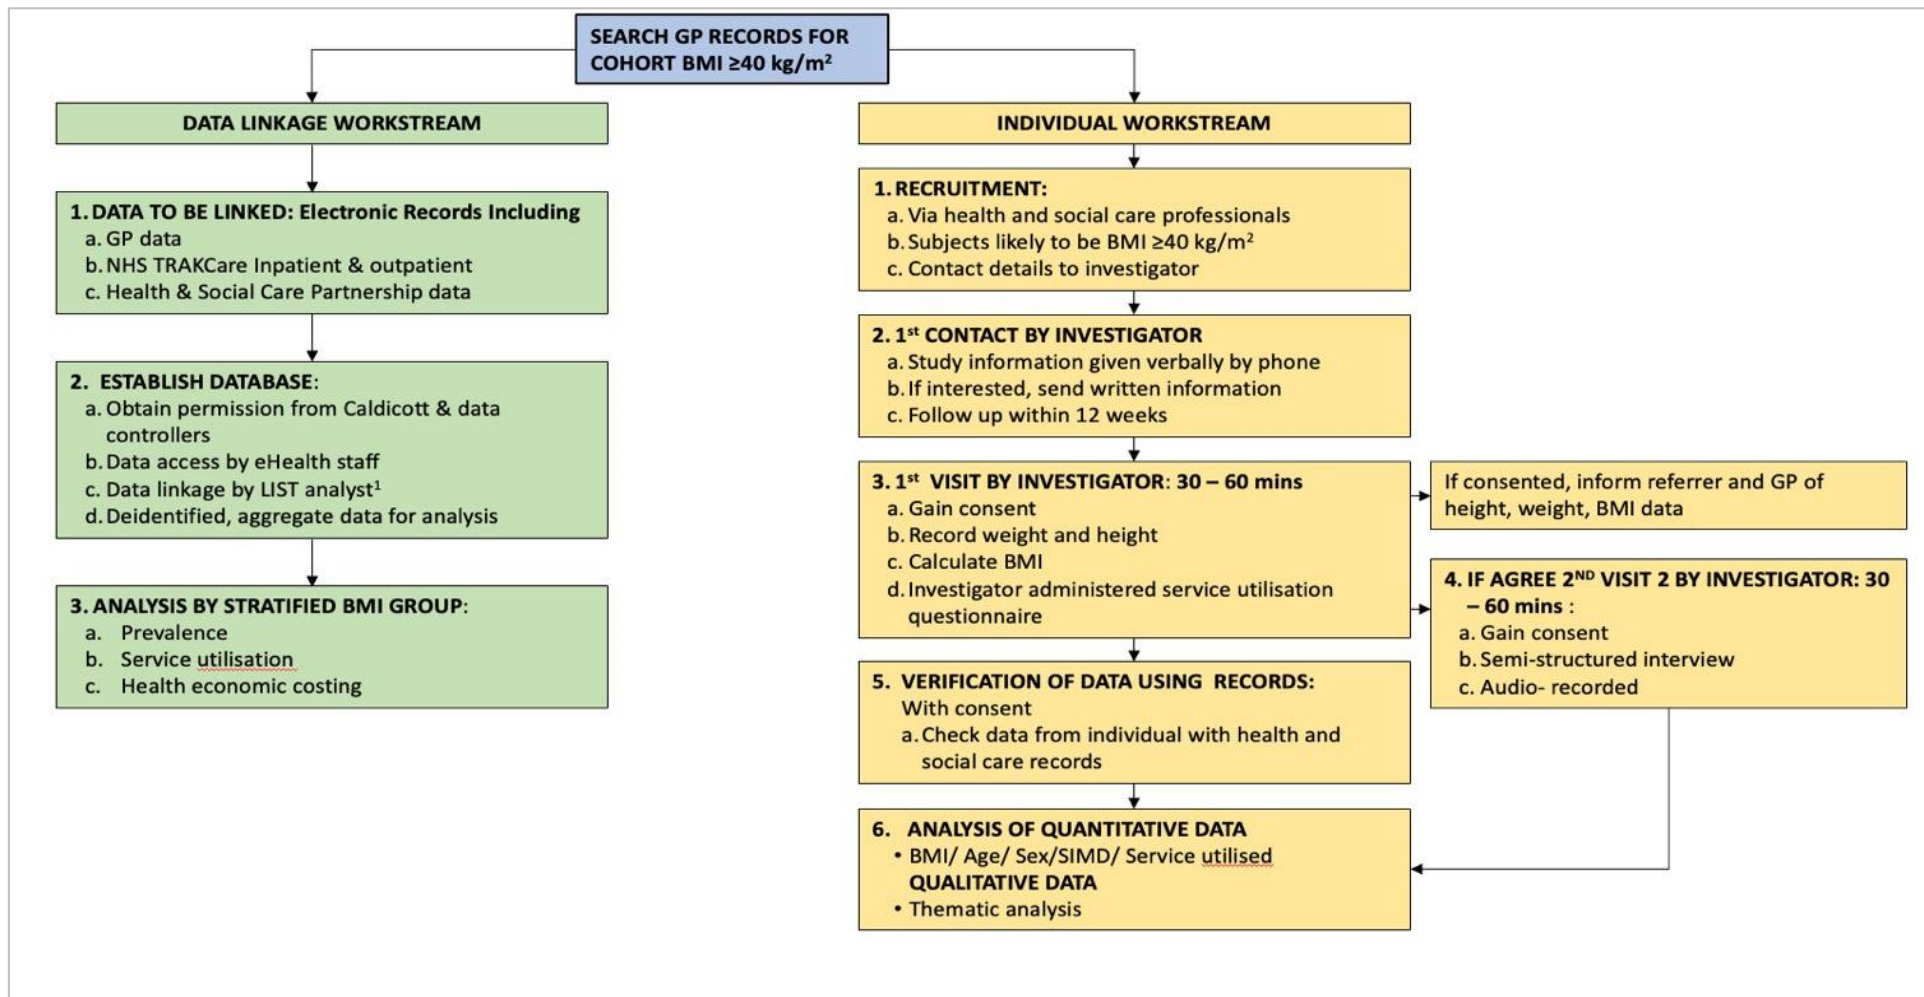 SEARCH GP RECORDS FOR
COHORT BMI ≥40 kg/m²
DATA LINKAGE WORKSTREAM
1. DATA TO BE LINKED: Electronic Records Including
a. GP data
b. NHS TRAKCare Inpatient & outpatient
c. Health & Social Care Partnership data
2. ESTABLISH DATABASE:
a. Obtain permission from Caldicott & data
controllers
b. Data access by eHealth staff
c. Data linkage by LIST analyst¹
d. Deidentified, aggregate data for analysis
3. ANALYSIS BY STRATIFIED BMI GROUP:
a. Prevalence
b. Service utilisation
c. Health economic costing
INDIVIDUAL WORKSTREAM
1. RECRUITMENT:
a. Via health and social care professionals
b. Subjects likely to be BMI ≥40 kg/m²
c. Contact details to investigator
2. 1st CONTACT BY INVESTIGATOR
a. Study information given verbally by phone
b. If interested, send written information
c. Follow up within 12 weeks
3. 1st VISIT BY INVESTIGATOR: 30 – 60 mins
a. Gain consent
b. Record weight and height
c. Calculate BMI
d. Investigator administered service utilisation
questionnaire
If consented, inform referrer and GP of
height, weight, BMI data
4. IF AGREE 2ND VISIT 2 BY INVESTIGATOR: 30
– 60 mins :
a. Gain consent
b. Semi-structured interview
c. Audio- recorded
5. VERIFICATION OF DATA USING RECORDS:
With consent
a. Check data from individual with health and
social care records
6. ANALYSIS OF QUANTITATIVE DATA
• BMI/ Age/ Sex/SIMD/ Service utilised
QUALITATIVE DATA
• Thematic analysis